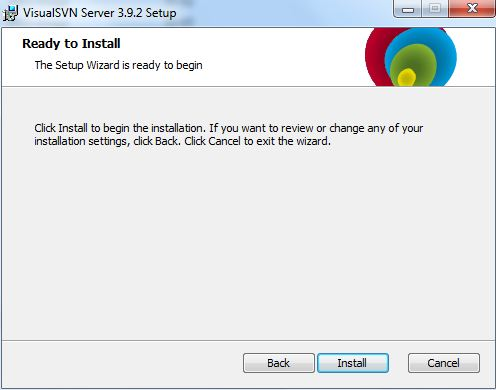 VisualSVN Server 3.9.2 Setup
Ready to Install
The Setup Wizard is ready to begin
Click Install to begin the installation. If you want to review or change any of your
installation settings, click Back. Click Cancel to exit the wizard.
Back Install Cancel